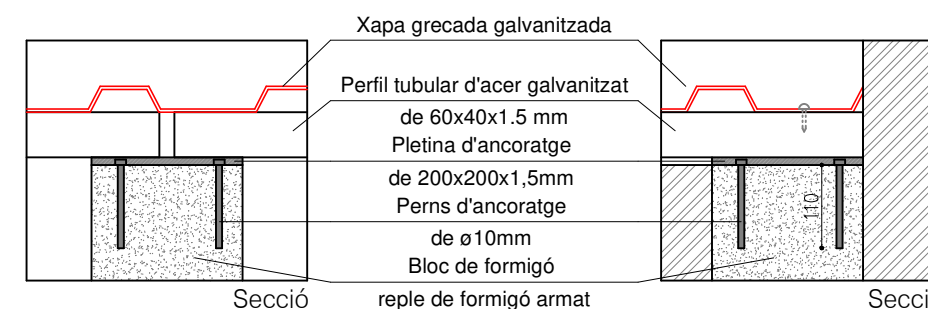 Xapa grecada galvanitzada
Perfil tubular d'acer galvanitzat
de 60x40x1.5 mm
Pletina d'ancoratge
de 200x200x1,5mm
Perns d'ancoratge
de ø10mm
Bloc de formigó
reple de formigó armat
110
Secció
Secci